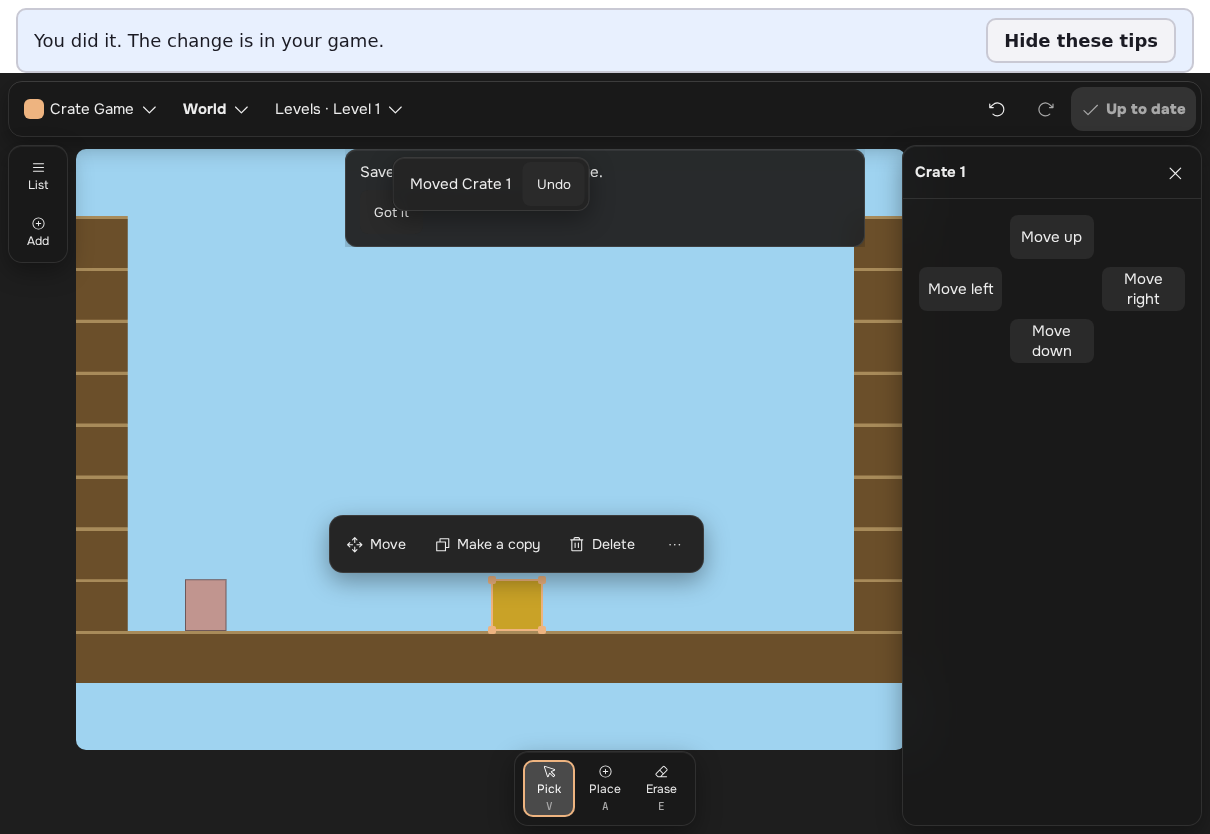 You did it. The change is in your game.
Hide these tips
Crate Game
World
Levels · Level 1
Up to date
List
Add
Save
Moved Crate 1
Undo
e.
Got it
Crate 1
Move up
Move left
Move
right
Move
down
Move
Make a copy
Delete
...
Pick
V
Place
A
Erase
E